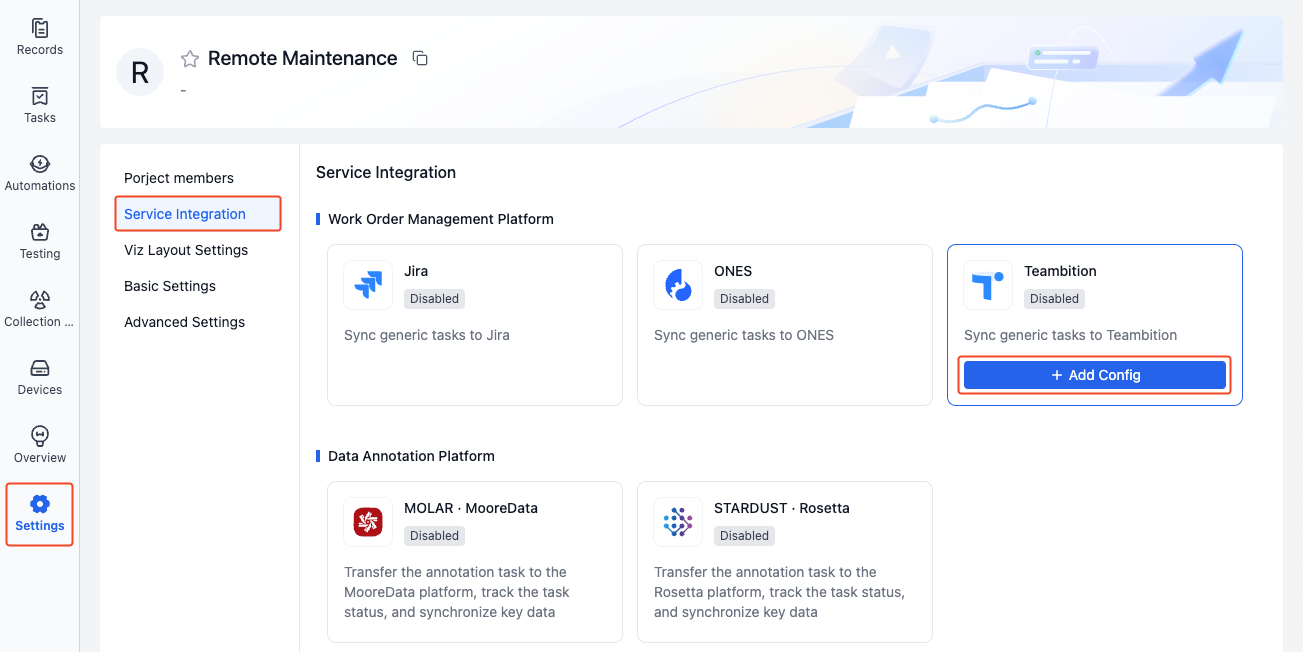 Records
Tasks
Automations
Testing
Collection ...
Devices
Overview
Settings
R
Remote Maintenance
-
Porject members
Service Integration
Viz Layout Settings
Basic Settings
Advanced Settings
Service Integration
Work Order Management Platform
Jira
Disabled
Sync generic tasks to Jira
ONES
Disabled
Sync generic tasks to ONES
Teambition
Disabled
Sync generic tasks to Teambition
+ Add Config
Data Annotation Platform
MOLAR · MooreData
Disabled
Transfer the annotation task to the
MooreData platform, track the task
status, and synchronize key data
STARDUST · Rosetta
Disabled
Transfer the annotation task to the
Rosetta platform, track the task status,
and synchronize key data